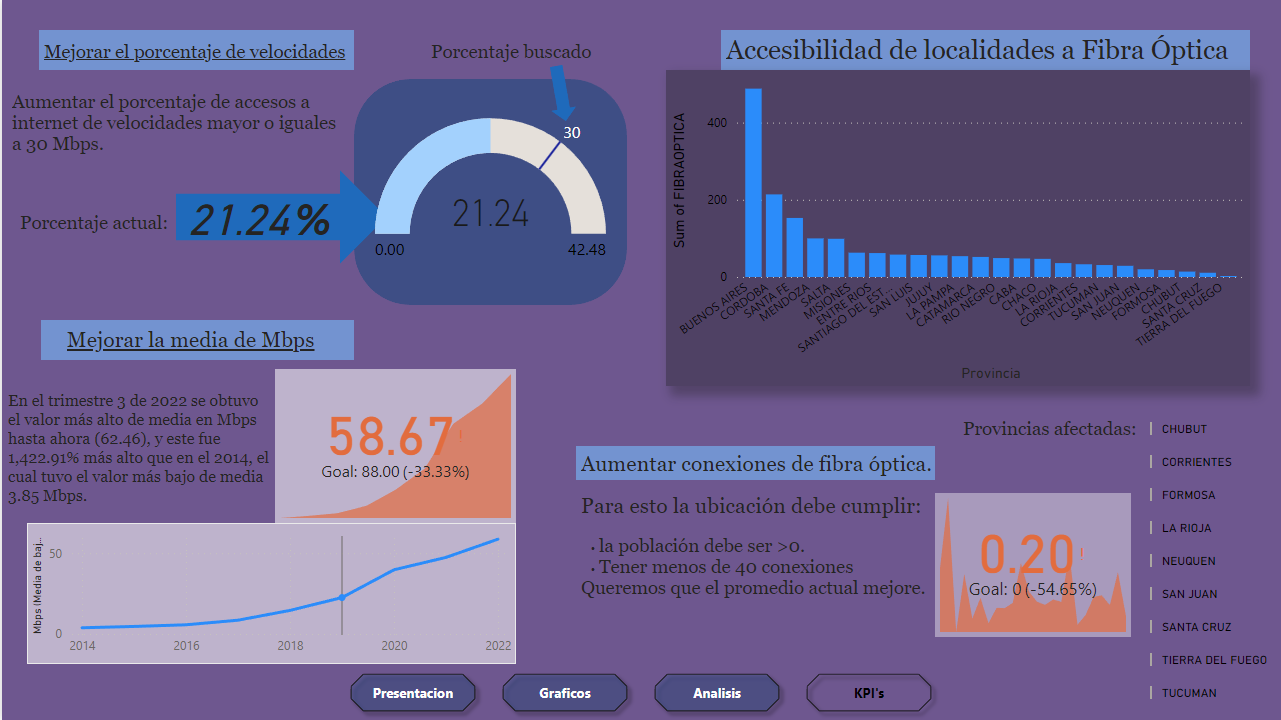 Mejorar el porcentaje de velocidades
Aumentar el porcentaje de accesos a
internet de velocidades mayor o iguales
a 30 Mbps.
Porcentaje actual:
21.24%
Porcentaje buscado
30
21.24
0.00
42.48
Accesibilidad de localidades a Fibra Óptica
Sum of FIBRAOPTICA
400
200
0
BUENOS AIRES
CORDOBA
SANTA FE
MENDOZA
SALTA
MISIONES
ENTRE RIOS
SANTIAGO DEL EST…
SAN LUIS
JUJUY
LA PAMPA
CATAMARCA
RIO NEGRO
CABA
CHACO
LA RIOJA
CORRIENTES
TUCUMAN
SAN JUAN
NEUQUEN
FORMOSA
CHUBUT
SANTA CRUZ
TIERRA DEL FUEGO
Provincia
Mejorar la media de Mbps
En el trimestre 3 de 2022 se obtuvo
el valor más alto de media en Mbps
hasta ahora (62.46), y este fue
1,422.91% más alto que en el 2014, el
cual tuvo el valor más bajo de media
3.85 Mbps.
58.67!
Goal: 88.00 (-33.33%)
Mbps (Media de baj…
50
0
2014
2016
2018
2020
2022
Aumentar conexiones de fibra óptica.
Para esto la ubicación debe cumplir:
· la población debe ser >0.
· Tener menos de 40 conexiones
Queremos que el promedio actual mejore.
0.20!
Goal: 0 (-54.65%)
Provincias afectadas:
CHUBUT
CORRIENTES
FORMOSA
LA RIOJA
NEUQUEN
SAN JUAN
SANTA CRUZ
TIERRA DEL FUEGO
TUCUMAN
Presentacion
Graficos
Analisis
KPI's